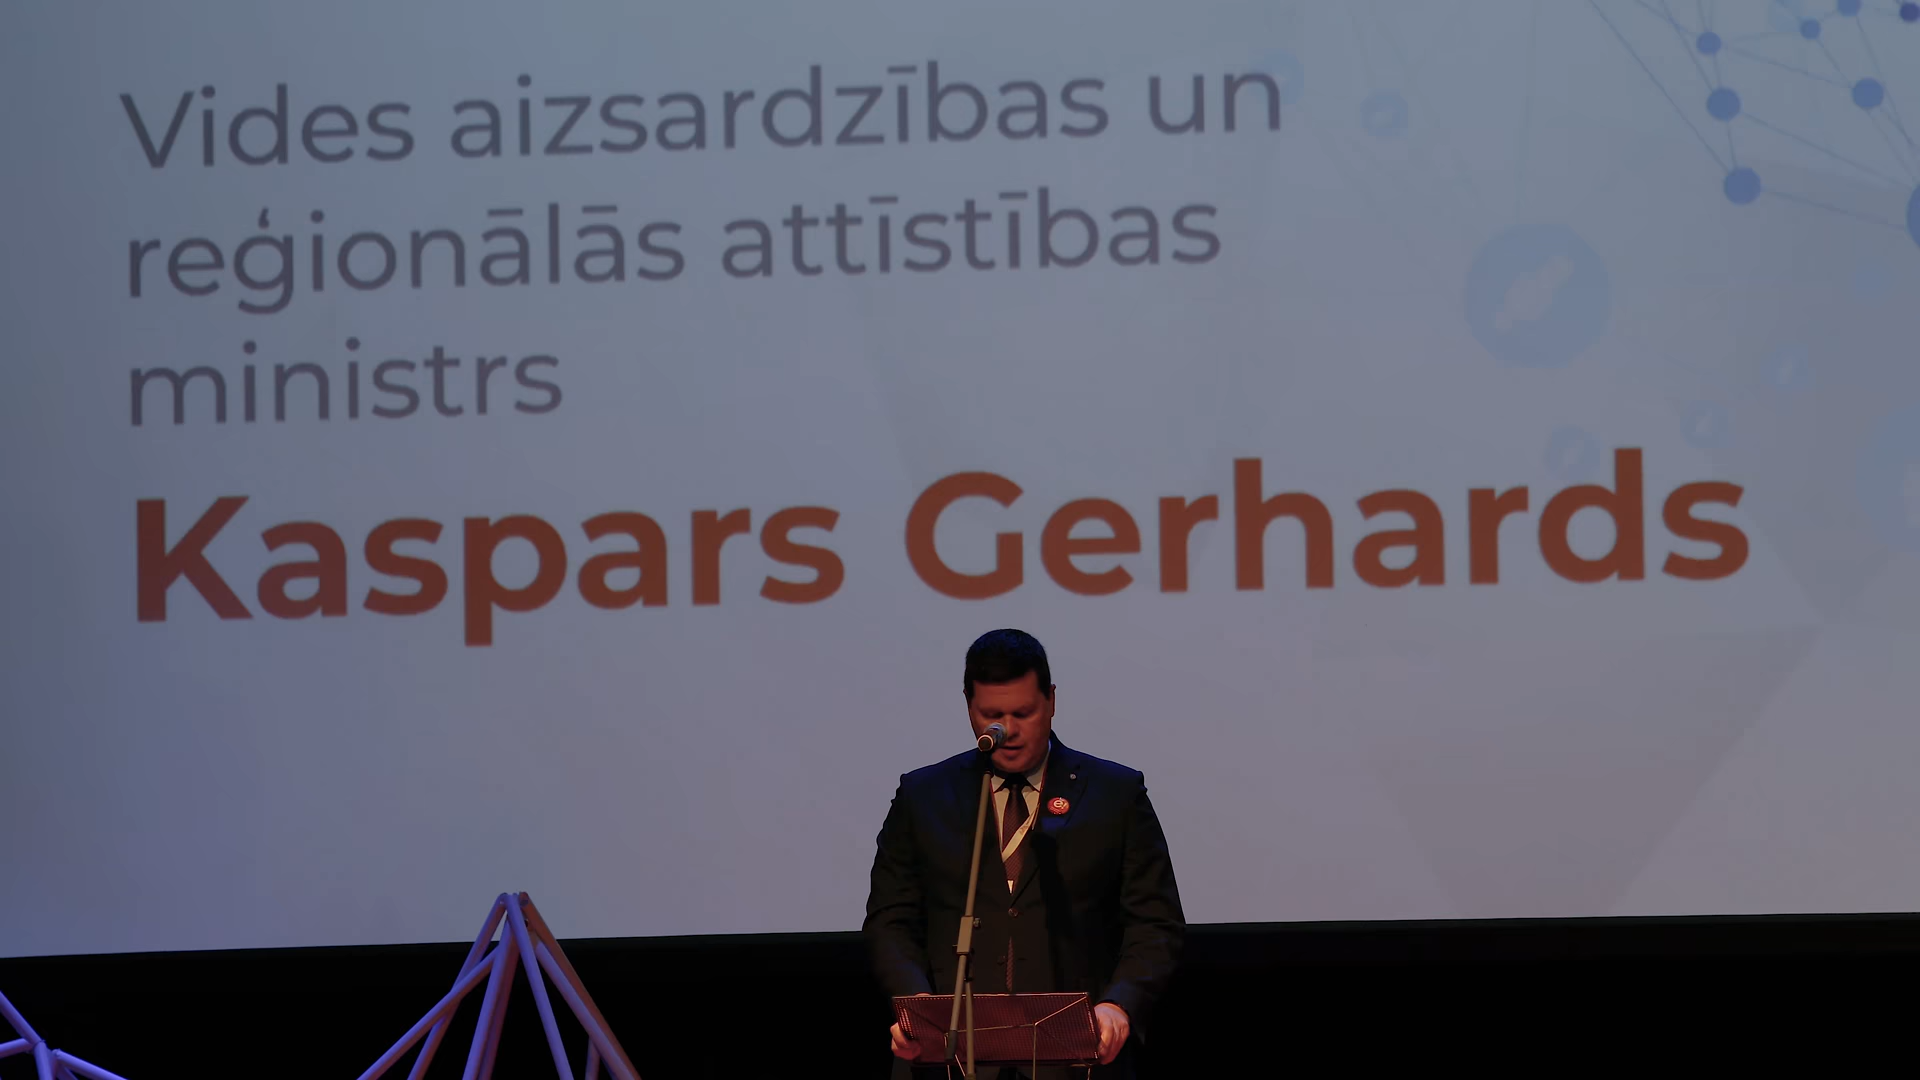 Vides aizsardzības un
reģionālās attīstības
ministrs
Kaspars Gerhards